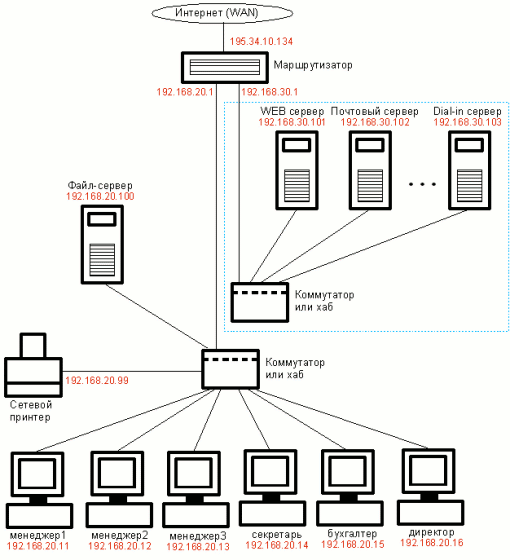 Интернет (WAN)
195.34.10.134
Маршрутизатор
192.168.20.1
192.168.30.1
WEB сервер
192.168.30.101
Почтовый сервер
192.168.30.102
Dial-in сервер
192.168.30.103
Файл-сервер
192.168.20.100
Коммутатор
или хаб
Коммутатор
или хаб
192.168.20.99
Сетевой
принтер
менеджер1
192.168.20.11
менеджер2
192.168.20.12
менеджер3
192.168.20.13
секретарь
192.168.20.14
бухгалтер
192.168.20.15
директор
192.168.20.16